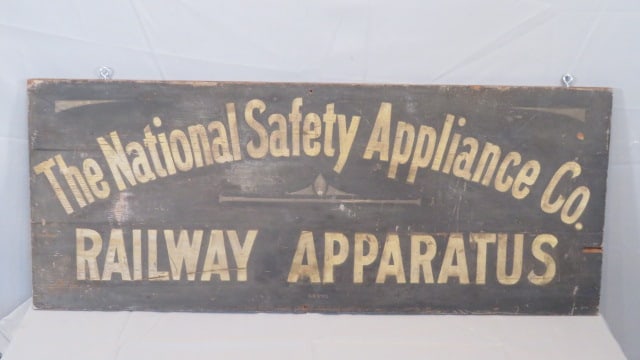 The National Safety Appliance Co.
RAILWAY APPARATUS